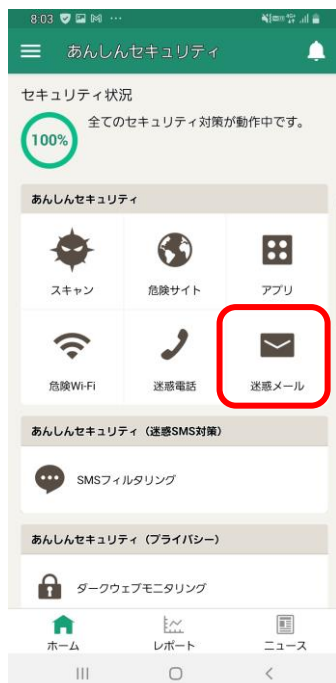 8:03
あんしんセキュリティ
セキュリティ状況
100%
全てのセキュリティ対策が動作中です。
あんしんセキュリティ
スキャン
危険サイト
アプリ
危険Wi-Fi
迷惑電話
迷惑メール
あんしんセキュリティ（迷惑SMS対策）
SMSフィルタリング
あんしんセキュリティ（プライバシー）
ダークウェブモニタリング
ホーム
レポート
ニュース